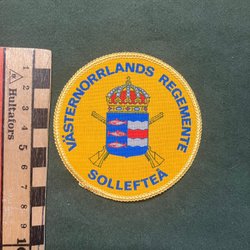 VÄSTERNORRLANDS REGEMENTE
SOLLEFTEÅ
Hultafors